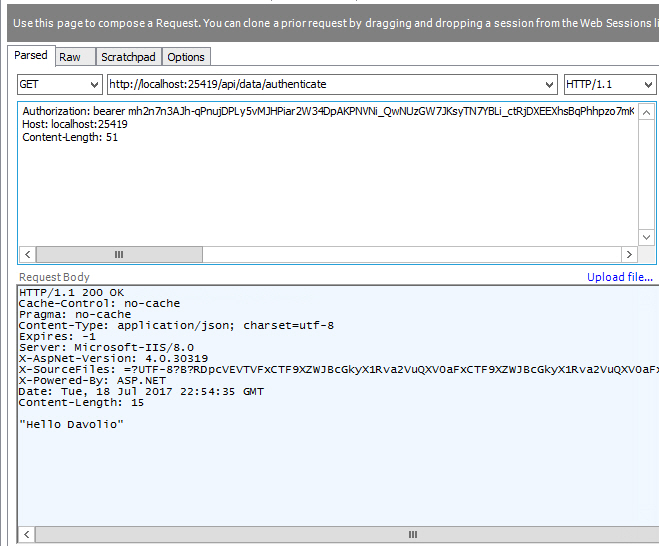 Use this page to compose a Request. You can clone a prior request by dragging and dropping a session from the Web Sessions li
Parsed Raw Scratchpad Options
GET http://localhost:25419/api/data/authenticate HTTP/1.1
Authorization: bearer mh2n7n3AJh-qPnujDPLy5vMJHPiar2W34DpAKPNVNi_QwNUzGW7JKsyTN7YBLi_ctRjDXEEXhsBqPhhpzo7mK
Host: localhost:25419
Content-Length: 51
Request Body Upload file...
HTTP/1.1 200 OK
Cache-Control: no-cache
Pragma: no-cache
Content-Type: application/json; charset=utf-8
Expires: -1
Server: Microsoft-IIS/8.0
X-AspNet-Version: 4.0.30319
X-SourceFiles: =?UTF-8?B?RDpcVEVTVFxCTF9XZWJBcGkyX1Rva2VuQXV0aFxCTF9XZWJBcGkyX1Rva2VuQXV0aFx
X-Powered-By: ASP.NET
Date: Tue, 18 Jul 2017 22:54:35 GMT
Content-Length: 15
"Hello Davolio"